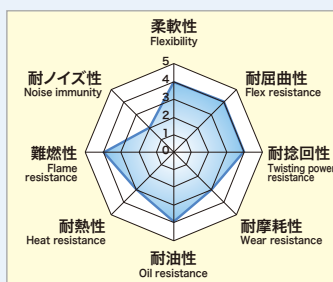 柔軟性
Flexibility
耐屈曲性
Flex resistance
耐捻回性
Twisting power
resistance
耐摩耗性
Wear resistance
耐油性
Oil resistance
耐熱性
Heat resistance
難燃性
Flame
resistance
耐ノイズ性
Noise immunity
5
4
3
2
1
0